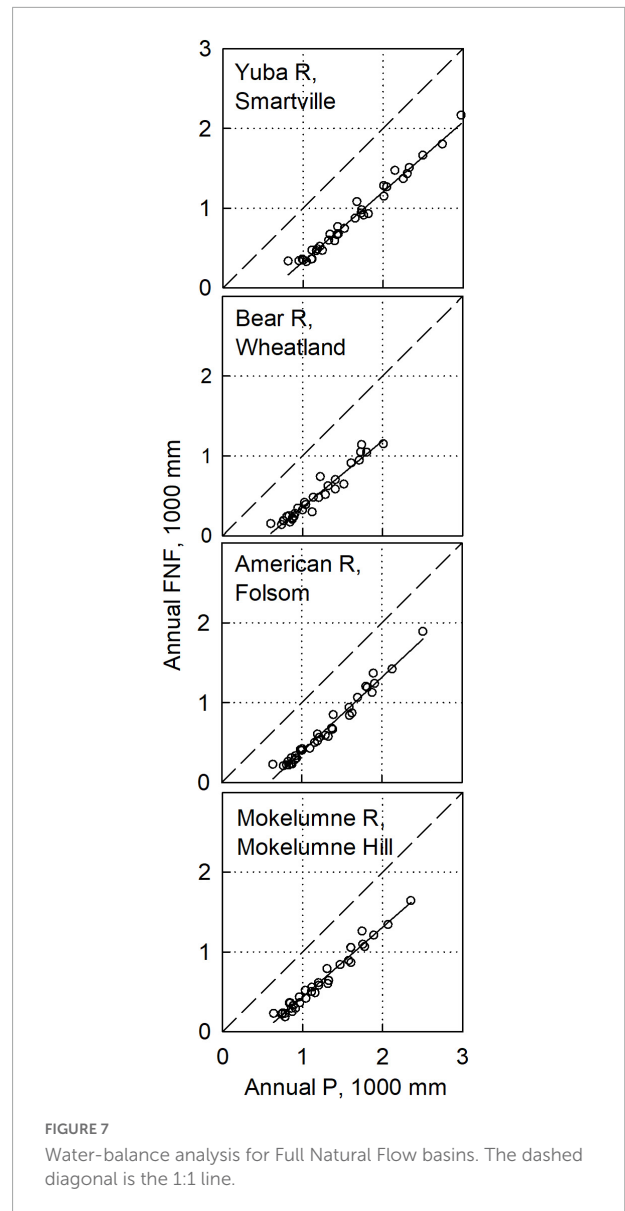 3
Yuba R,
Smartville
2
1
0
Bear R,
Wheatland
2
1
0
American R,
Folsom
2
1
0
Mokelumne R,
Mokelumne Hill
2
1
0
0 1 2 3
Annual FNF, 1000 mm
Annual P, 1000 mm
FIGURE 7
Water-balance analysis for Full Natural Flow basins. The dashed
diagonal is the 1:1 line.